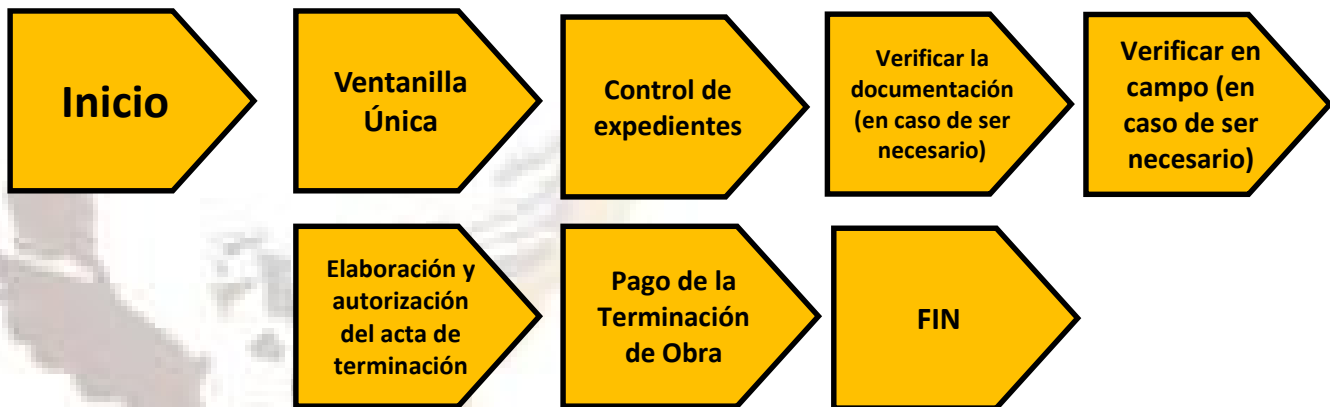 Inicio
Ventanilla
Única
Control de
expedientes
Verificar la
documentación
(en caso de ser
necesario)
Verificar en
campo (en
caso de ser
necesario)
Elaboración y
autorización
del acta de
terminación
Pago de la
Terminación
de Obra
FIN